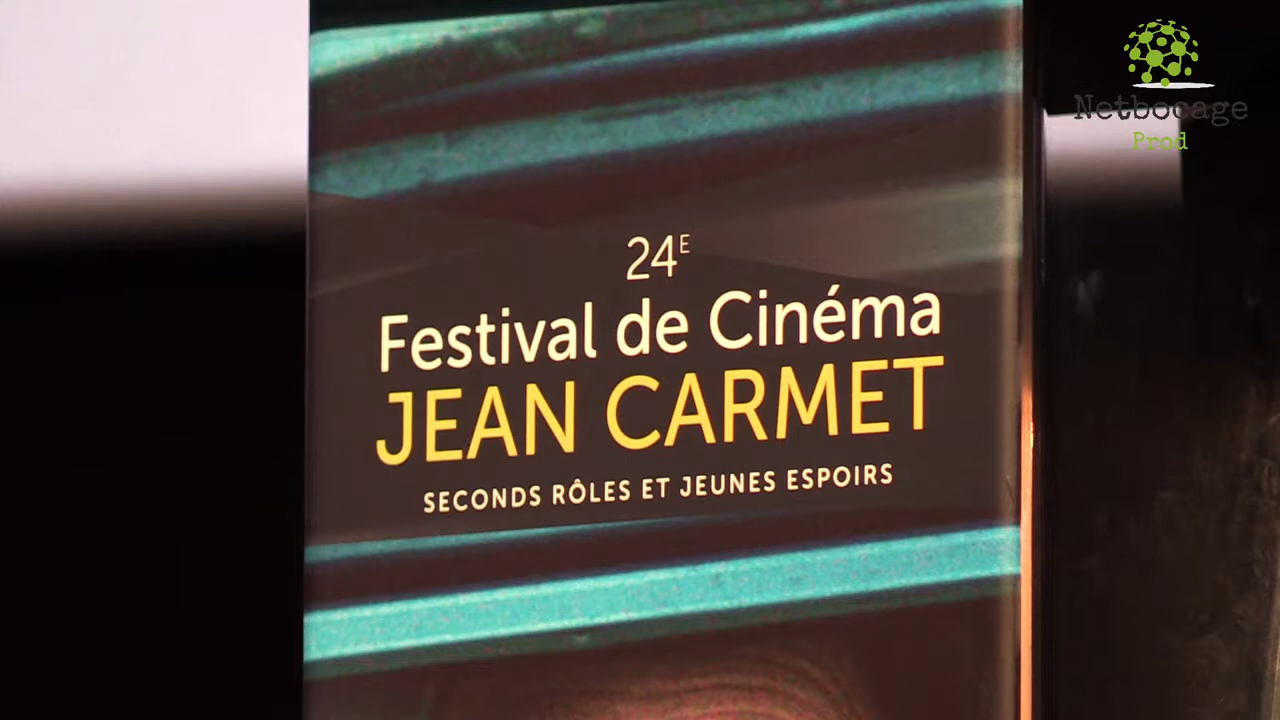 Netbocage
Prod
24E
Festival de Cinéma
JEAN CARMET
SECONDS RÔLES ET JEUNES ESPOIRS